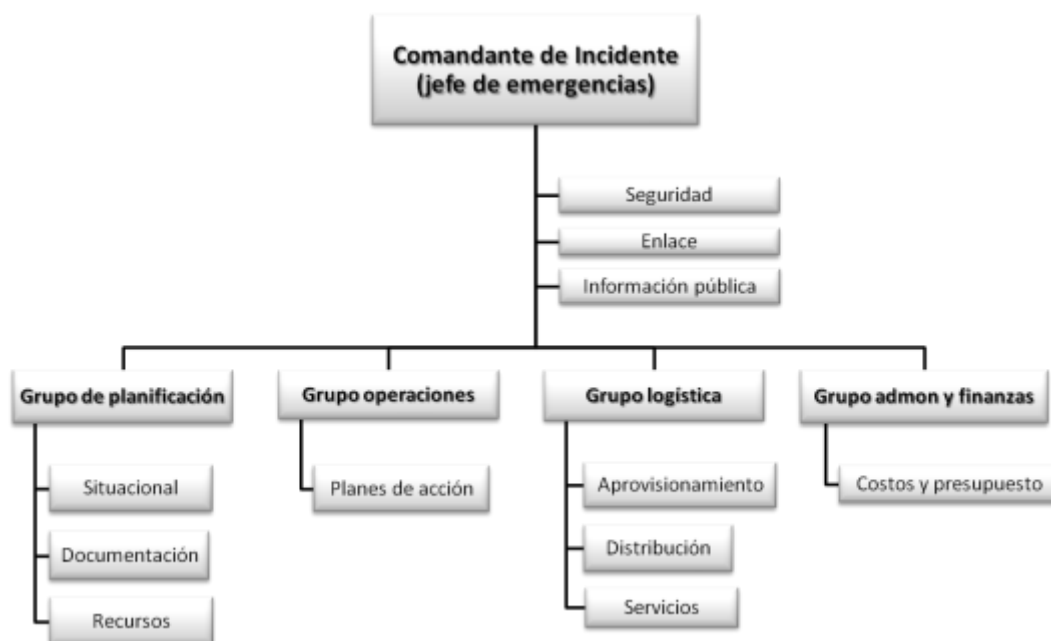 Comandante de Incidente
(jefe de emergencias)
Seguridad
Enlace
Información pública
Grupo de planificación
Grupo operaciones
Grupo logística
Grupo admon y finanzas
Situacional
Documentación
Recursos
Planes de acción
Aprovisionamiento
Distribución
Servicios
Costos y presupuesto